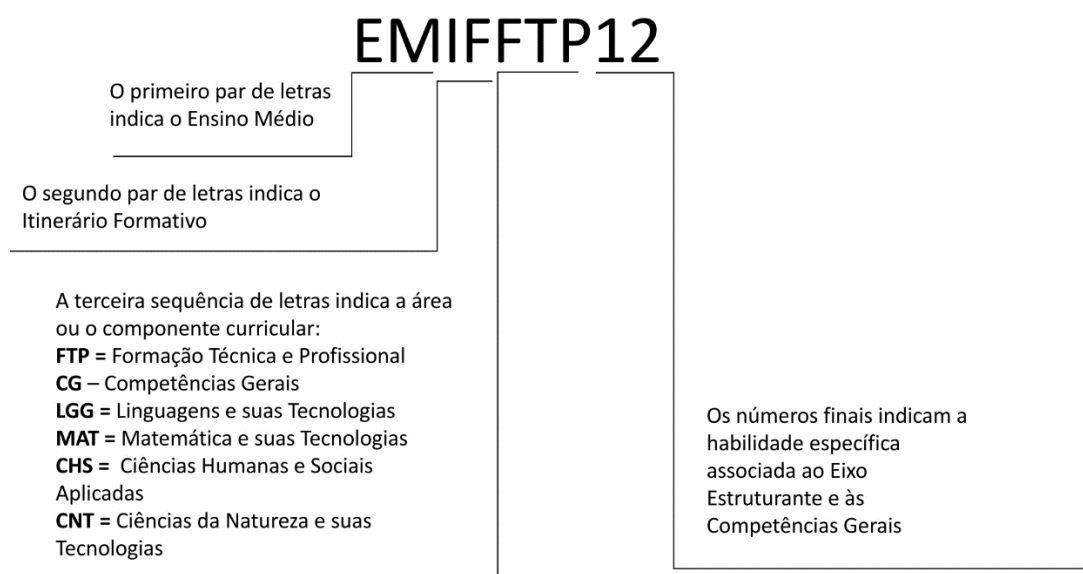 EMIFFTP12
O primeiro par de letras
indica o Ensino Médio
O segundo par de letras indica o
Itinerário Formativo
A terceira sequência de letras indica a área
ou o componente curricular:
FTP = Formação Técnica e Profissional
CG – Competências Gerais
LGG = Linguagens e suas Tecnologias
MAT = Matemática e suas Tecnologias
CHS = Ciências Humanas e Sociais
Aplicadas
CNT = Ciências da Natureza e suas
Tecnologias
Os números finais indicam a
habilidade específica
associada ao Eixo
Estruturante e às
Competências Gerais